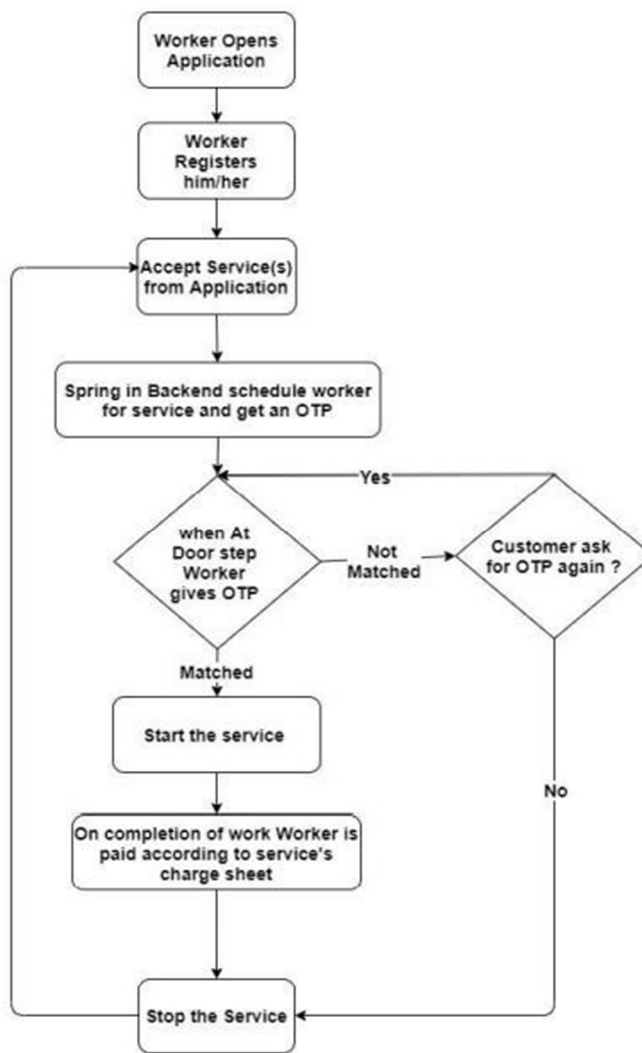 Worker Opens
Application
Worker
Registers
him/her
Accept Service(s)
from Application
Spring in Backend schedule worker
for service and get an OTP
Yes
when At
Door step
Worker
gives OTP
Not
Matched
Customer ask
for OTP again ?
Matched
Start the service
No
On completion of work Worker is
paid according to service's
charge sheet
Stop the Service